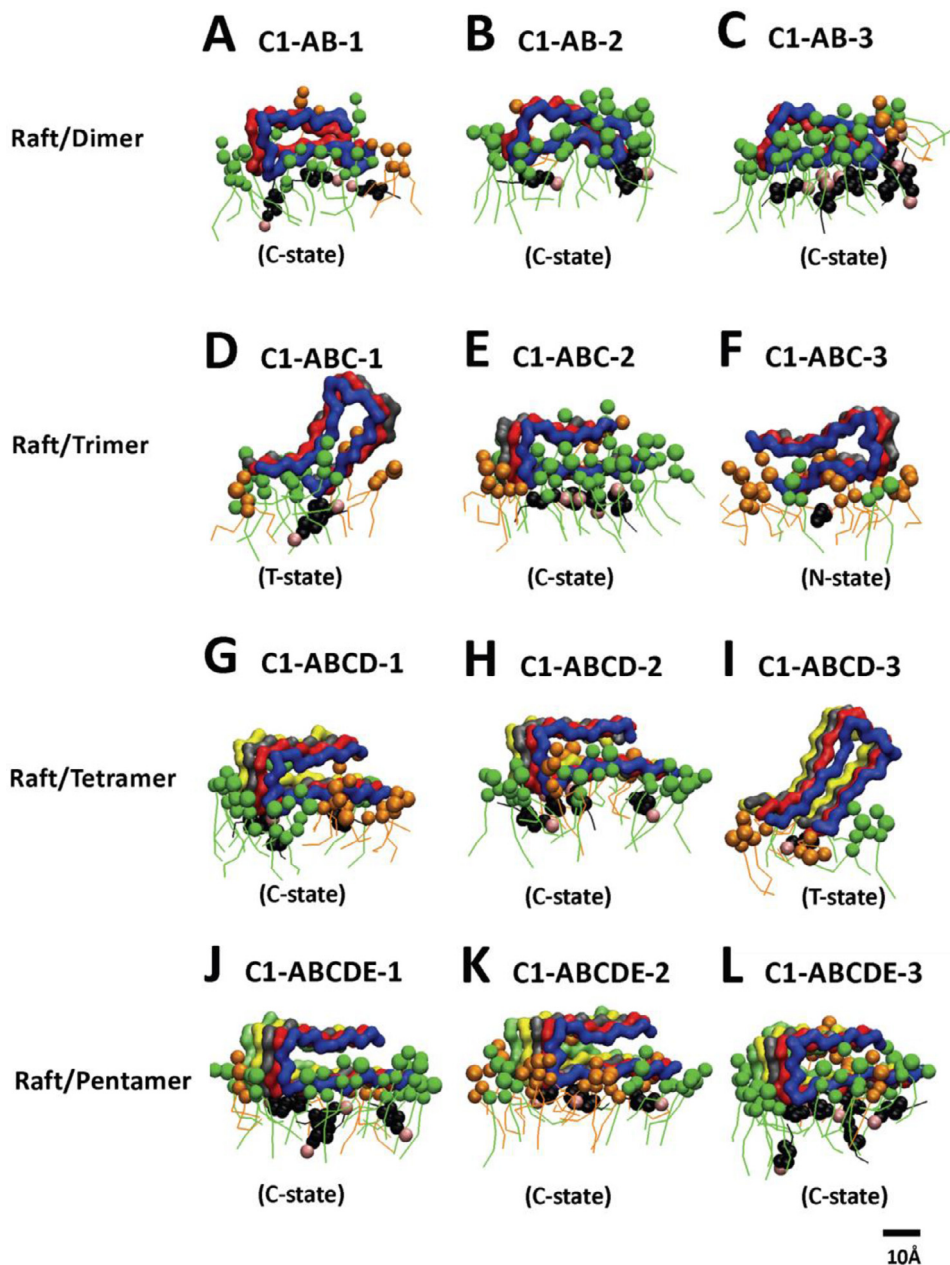 A C1-AB-1 B C1-AB-2 C C1-AB-3
Raft/Dimer
(C-state) (C-state) (C-state)
D C1-ABC-1 E C1-ABC-2 F C1-ABC-3
Raft/Trimer
(T-state) (C-state) (N-state)
G C1-ABCD-1 H C1-ABCD-2 I C1-ABCD-3
Raft/Tetramer
(C-state) (C-state) (T-state)
J C1-ABCDE-1 K C1-ABCDE-2 L C1-ABCDE-3
Raft/Pentamer
(C-state) (C-state) (C-state)
10Å